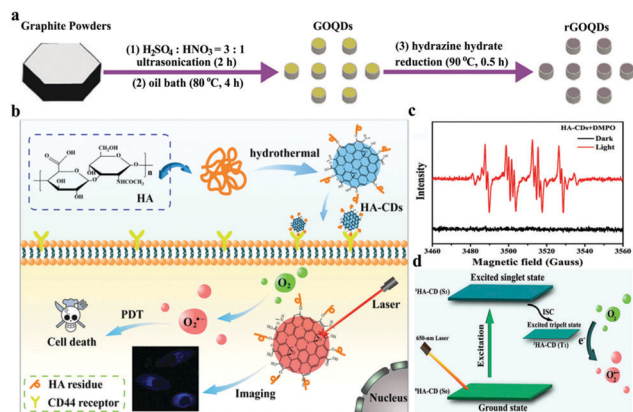 a
Graphite Powders
(1) H₂SO₄ : HNO₃ = 3 : 1
ultrasonication (2 h)
(2) oil bath (80 ⁰C, 4 h)
GOQDs
(3) hydrazine hydrate
reduction (90 ⁰C, 0.5 h)
rGOQDs
b
HA
n
hydrothermal
HA-CDs
O₂
Laser
PDT
O₂•−
Cell death
Imaging
HA residue
CD44 receptor
Nucleus
c
HA-CDs+DMPO
Dark
Light
Intensity
3460
3480
3500
3520
3540
3560
Magnetic field (Gauss)
d
Excited singlet state
¹HA-CD (S₁)
ISC
Excited tripelt state
³HA-CD (T₁)
650-nm Laser
Excitation
e⁻
O₂
O₂•−
⁰HA-CD (S₀)
Ground state